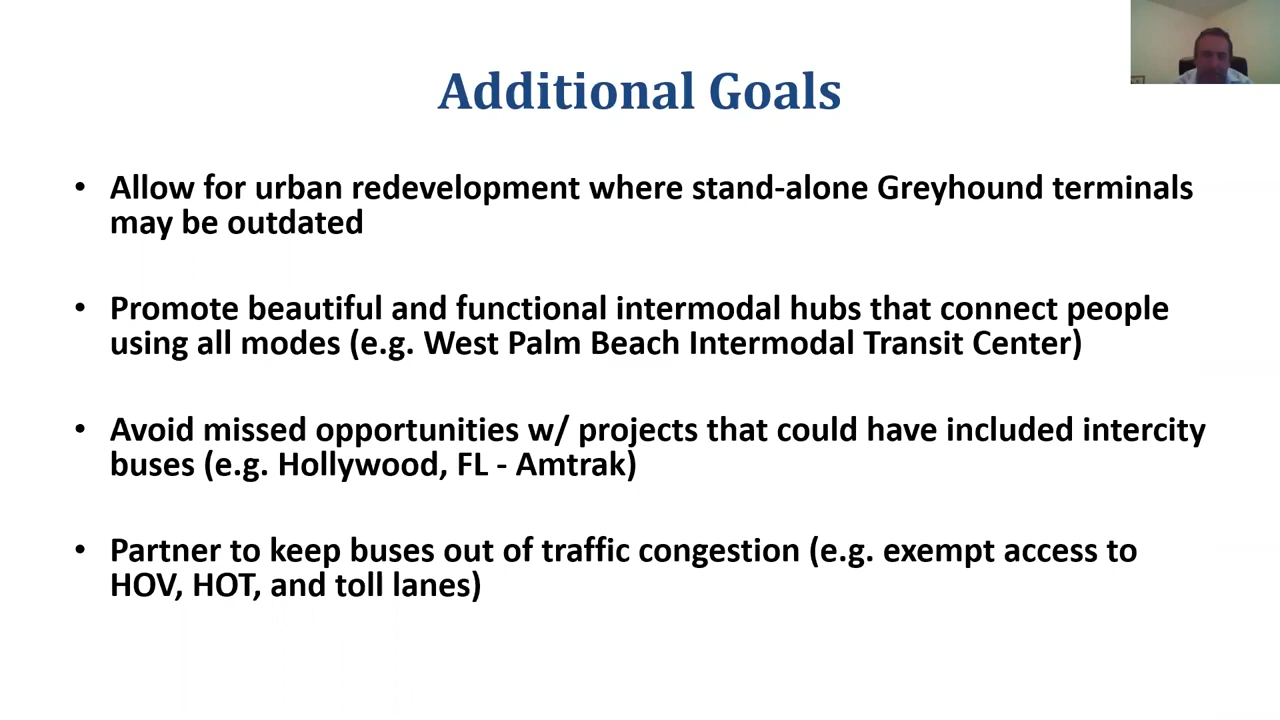 Additional Goals
• Allow for urban redevelopment where stand-alone Greyhound terminals
may be outdated
• Promote beautiful and functional intermodal hubs that connect people
using all modes (e.g. West Palm Beach Intermodal Transit Center)
• Avoid missed opportunities w/ projects that could have included intercity
buses (e.g. Hollywood, FL - Amtrak)
• Partner to keep buses out of traffic congestion (e.g. exempt access to
HOV, HOT, and toll lanes)